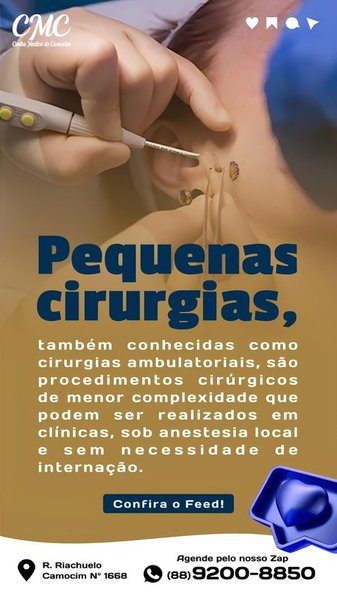 CMC
Centro Médico de Camocim
Pequenas
cirurgias,
também conhecidas como
cirurgias ambulatoriais, são
procedimentos cirúrgicos
de menor complexidade que
podem ser realizados em
clínicas, sob anestesia local
e sem necessidade de
internação.
Confira o Feed!
R. Riachuelo
Camocim N° 1668
Agende pelo nosso Zap
(88)9200-8850